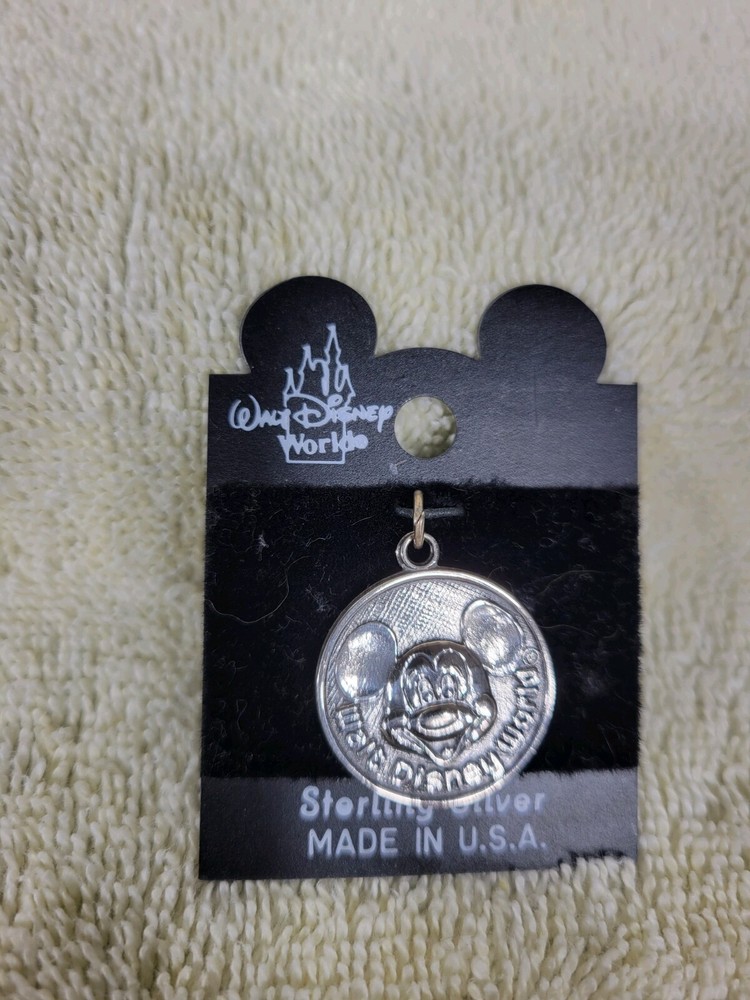 Walt Disney
World
Walt Disney World®
Sterling Silver
MADE IN U.S.A.